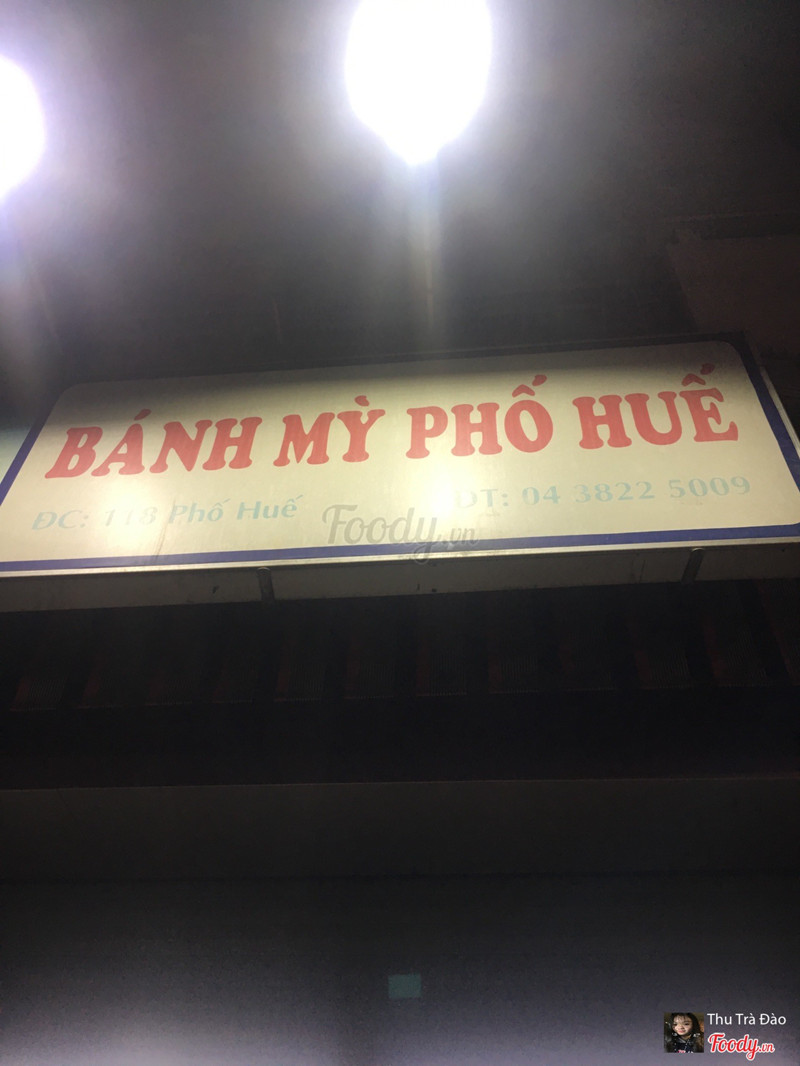 BÁNH MỲ PHỐ HUẾ
ĐC: 118 Phố Huế ĐT: 04 3822 5009
Foody.vn
Thu Trà Đào
Foody.vn